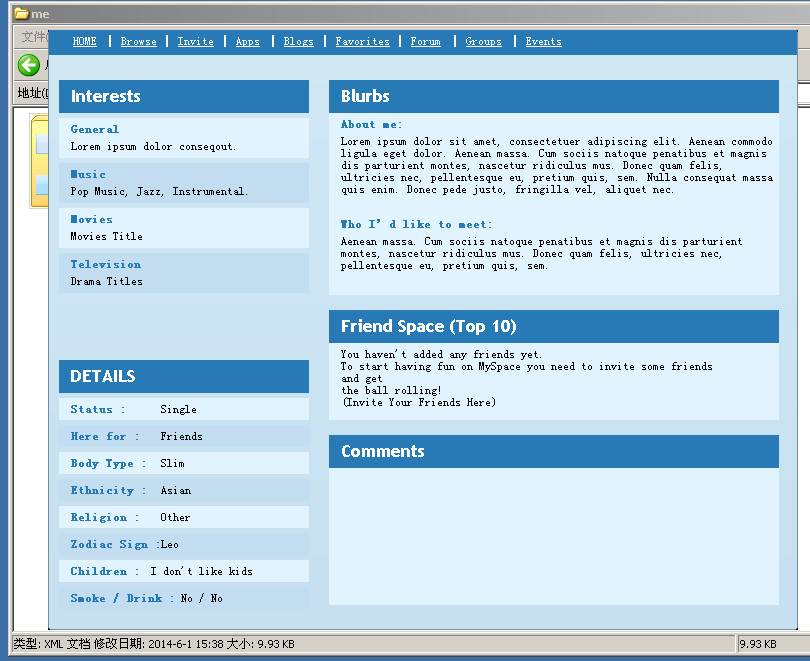 me
文件(
地址(D
HOME | Browse | Invite | Apps | Blogs | Favorites | Forum | Groups | Events
Interests
General
Lorem ipsum dolor conseqout.
Music
Pop Music, Jazz, Instrumental.
Movies
Movies Title
Television
Drama Titles
DETAILS
Status : Single
Here for : Friends
Body Type : Slim
Ethnicity : Asian
Religion : Other
Zodiac Sign :Leo
Children : I don't like kids
Smoke / Drink : No / No
Blurbs
About me:
Lorem ipsum dolor sit amet, consectetuer adipiscing elit. Aenean commodo
ligula eget dolor. Aenean massa. Cum sociis natoque penatibus et magnis
dis parturient montes, nascetur ridiculus mus. Donec quam felis,
ultricies nec, pellentesque eu, pretium quis, sem. Nulla consequat massa
quis enim. Donec pede justo, fringilla vel, aliquet nec.
Who I’d like to meet:
Aenean massa. Cum sociis natoque penatibus et magnis dis parturient
montes, nascetur ridiculus mus. Donec quam felis, ultricies nec,
pellentesque eu, pretium quis, sem.
Friend Space (Top 10)
You haven't added any friends yet.
To start having fun on MySpace you need to invite some friends
and get
the ball rolling!
(Invite Your Friends Here)
Comments
类型: XML 文档 修改日期: 2014-6-1 15:38 大小: 9.93 KB
9.93 KB